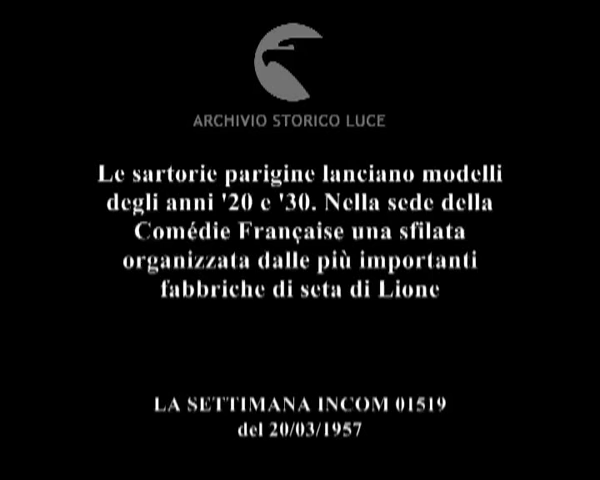 ARCHIVIO STORICO LUCE
Le sartorie parigine lanciano modelli
degli anni '20 e '30. Nella sede della
Comédie Française una sfilata
organizzata dalle più importanti
fabbriche di seta di Lione
LA SETTIMANA INCOM 01519
del 20/03/1957